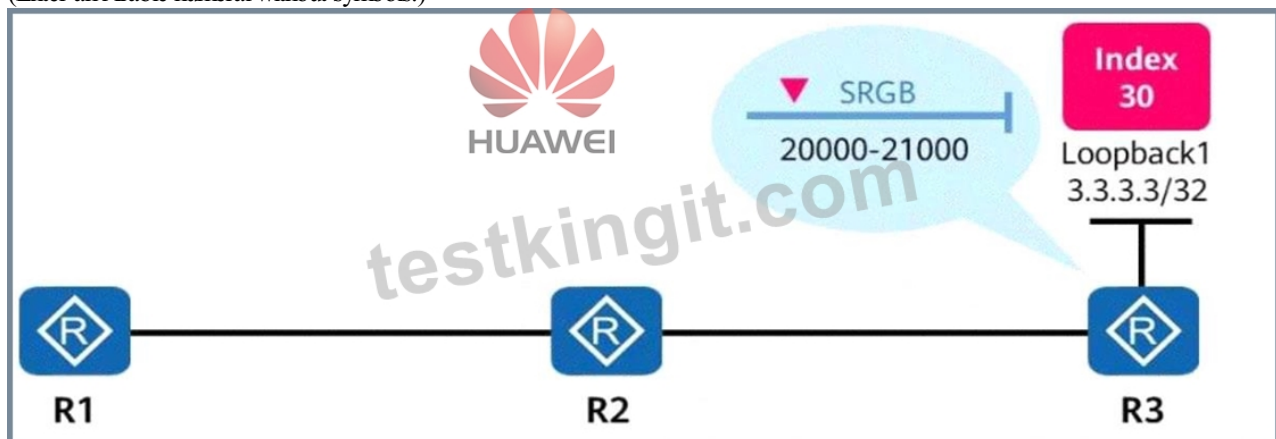 Index
30
SRGB
HUAWEI
20000-21000
Loopback1
3.3.3.3/32
testkingit.com
R
R
R
R1
R2
R3